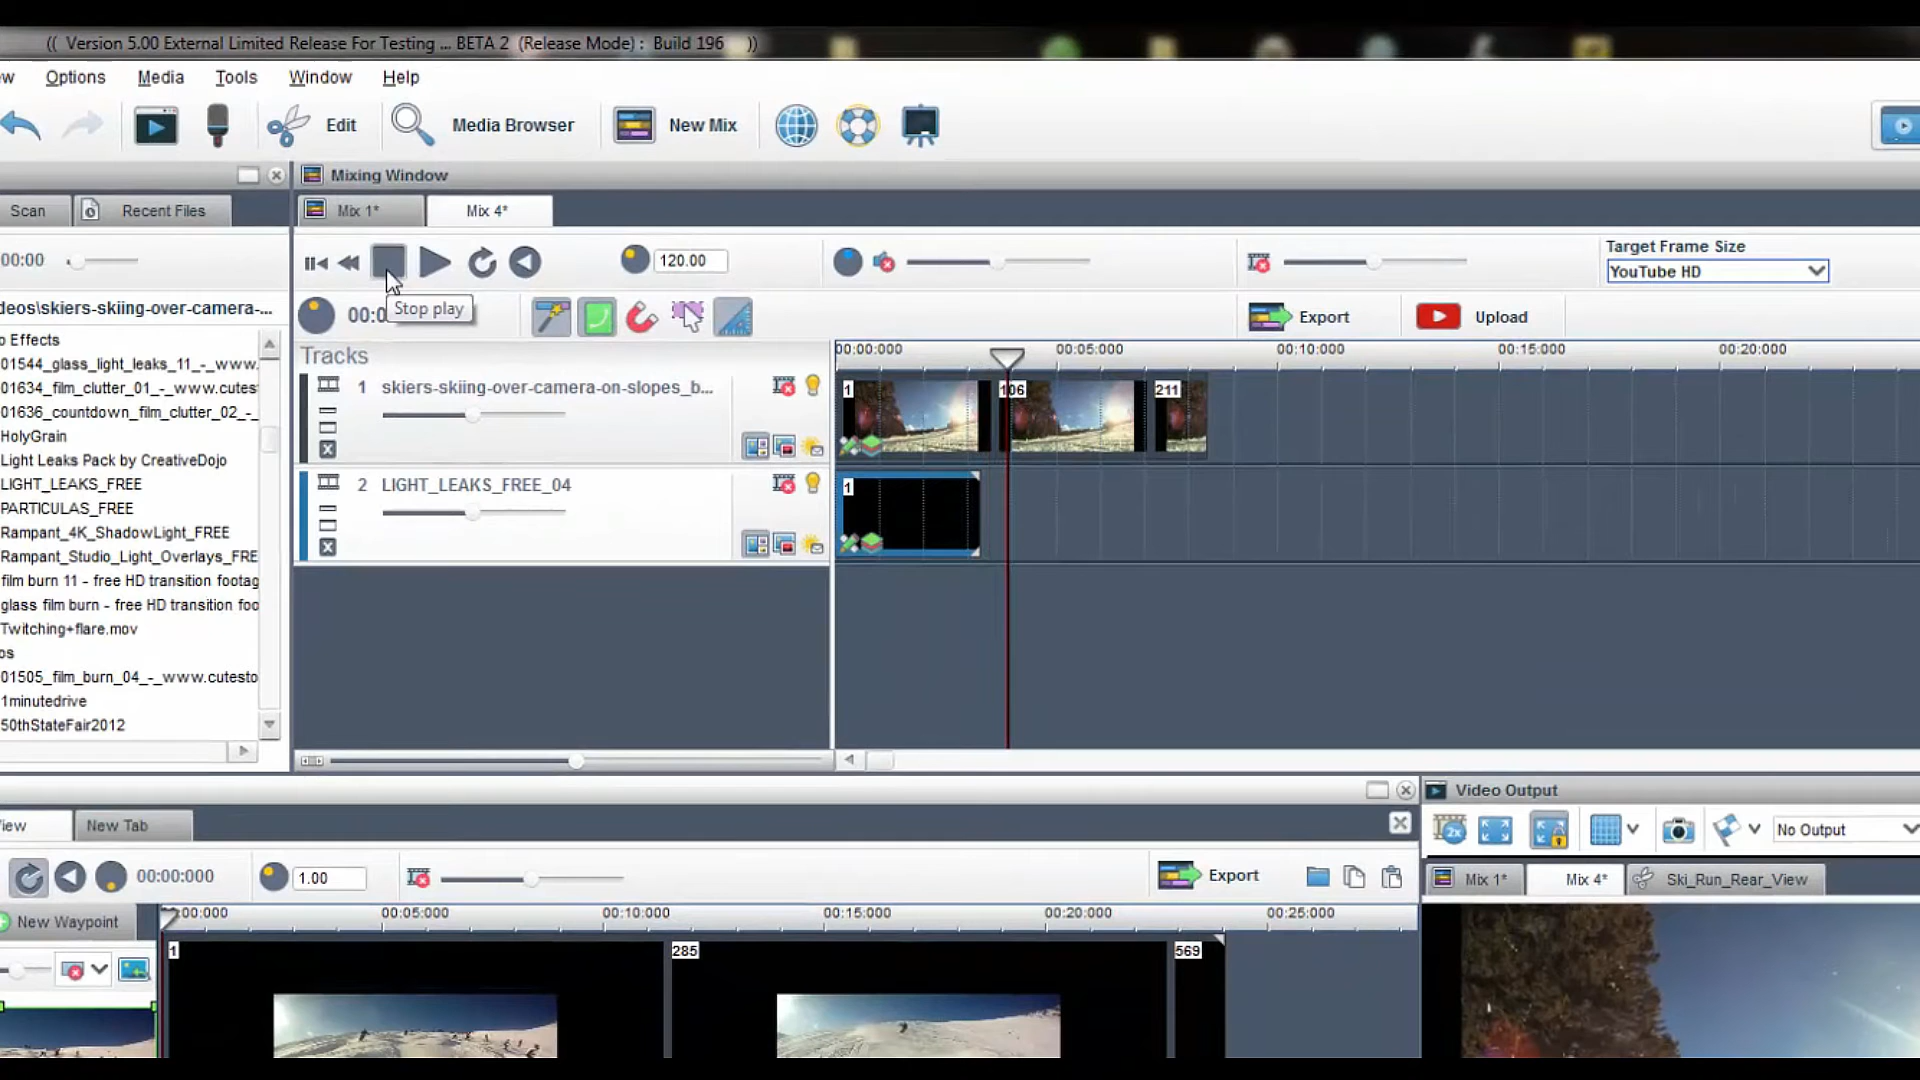 (( Version 5.00 External Limited Release For Testing ... BETA 2 (Release Mode) : Build 196 ))
ew Options Media Tools Window Help
Edit Media Browser New Mix
Mixing Window
Scan Recent Files Mix 1* Mix 4*
00:00 120.00 Target Frame Size
YouTube HD
deos\skiers-skiing-over-camera-... 00:0 Stop play Export Upload
o Effects
01544_glass_light_leaks_11_-_www.
01634_film_clutter_01_-_www.cutes
01636_countdown_film_clutter_02_-_
HolyGrain
Light Leaks Pack by CreativeDojo
LIGHT_LEAKS_FREE
PARTICULAS_FREE
Rampant_4K_ShadowLight_FREE
Rampant_Studio_Light_Overlays_FRE
film burn 11 - free HD transition footag
glass film burn - free HD transition foo
Twitching+flare.mov
os
01505_film_burn_04_-_www.cutesto
1minutedrive
50thStateFair2012
Tracks 00:00:000 00:05:000 00:10:000 00:15:000 00:20:000
1 skiers-skiing-over-camera-on-slopes_b... 1 106 211
2 LIGHT_LEAKS_FREE_04 1
Video Output
iew New Tab
No Output
00:00:000 1.00 Export Mix 1* Mix 4* Ski_Run_Rear_View
New Waypoint 00:000 00:05:000 00:10:000 00:15:000 00:20:000 00:25:000
1 285 569
2x